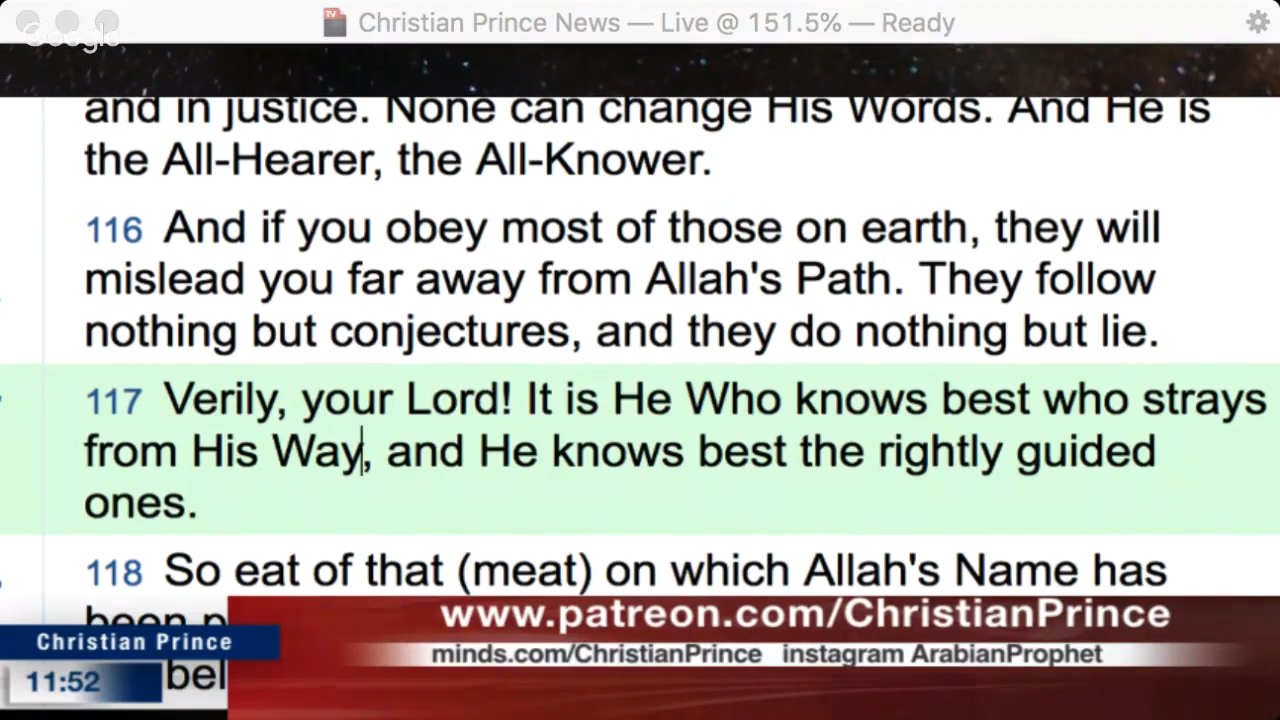 Christian Prince News — Live @ 151.5% — Ready
Google
and in justice. None can change His Words. And He is
the All-Hearer, the All-Knower.
116 And if you obey most of those on earth, they will
mislead you far away from Allah's Path. They follow
nothing but conjectures, and they do nothing but lie.
117 Verily, your Lord! It is He Who knows best who strays
from His Way, and He knows best the rightly guided
ones.
118 So eat of that (meat) on which Allah's Name has
been
www.patreon.com/ChristianPrince
Christian Prince
minds.com/ChristianPrince instagram ArabianProphet
11:52